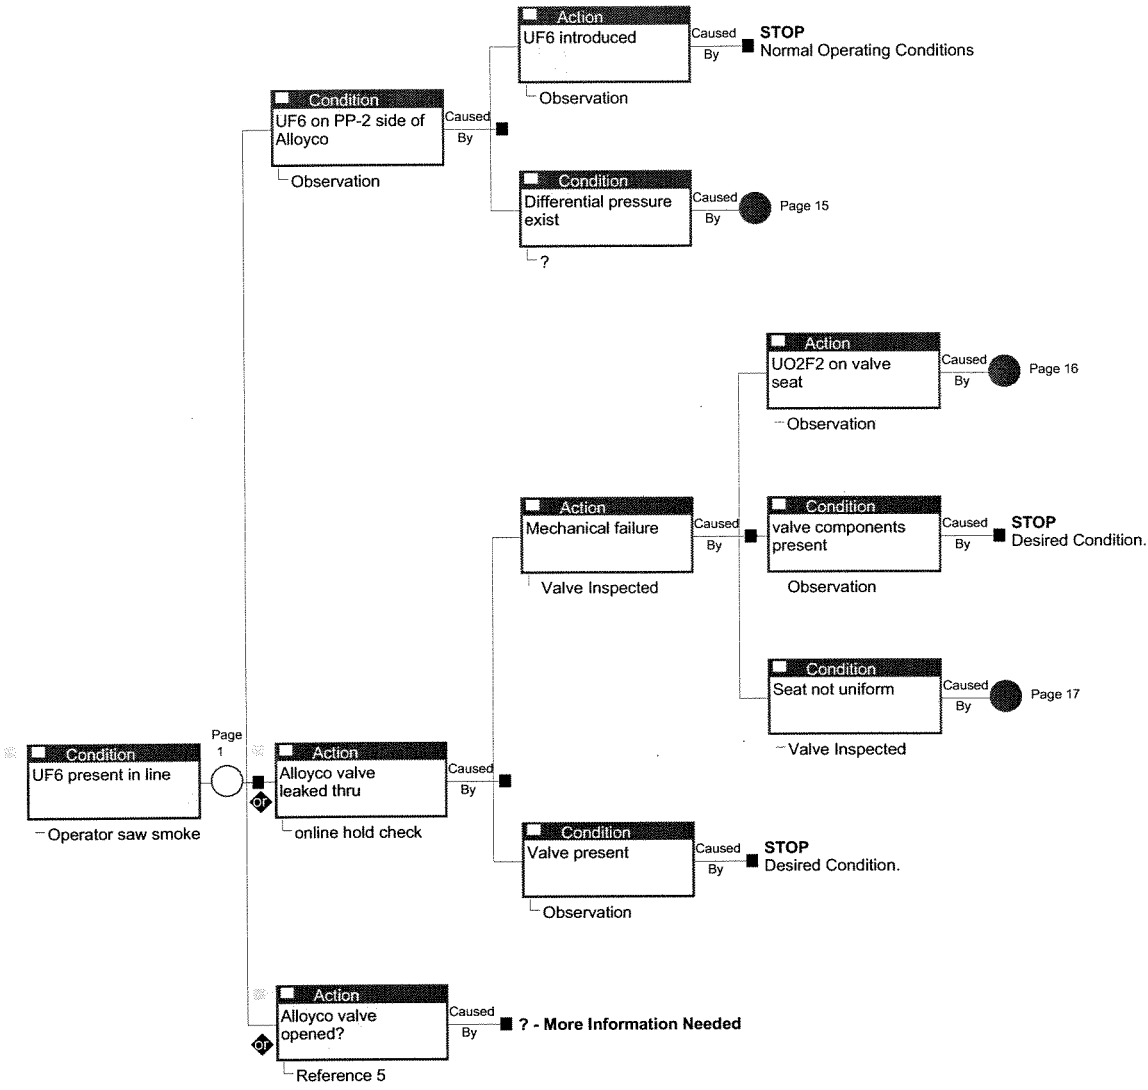 Action
UF6 introduced
Caused
By
STOP
Normal Operating Conditions
Observation
Condition
UF6 on PP-2 side of
Alloyco
Caused
By
Observation
Condition
Differential pressure
exist
Caused
By
Page 15
?
Action
UO2F2 on valve
seat
Caused
By
Page 16
Observation
Action
Mechanical failure
Caused
By
Valve Inspected
Condition
valve components
present
Caused
By
STOP
Desired Condition.
Observation
Condition
Seat not uniform
Caused
By
Page 17
Valve Inspected
Condition
UF6 present in line
Operator saw smoke
Page
1
or
Action
Alloyco valve
leaked thru
Caused
By
online hold check
Condition
Valve present
Caused
By
STOP
Desired Condition.
Observation
or
Action
Alloyco valve
opened?
Caused
By
? - More Information Needed
Reference 5